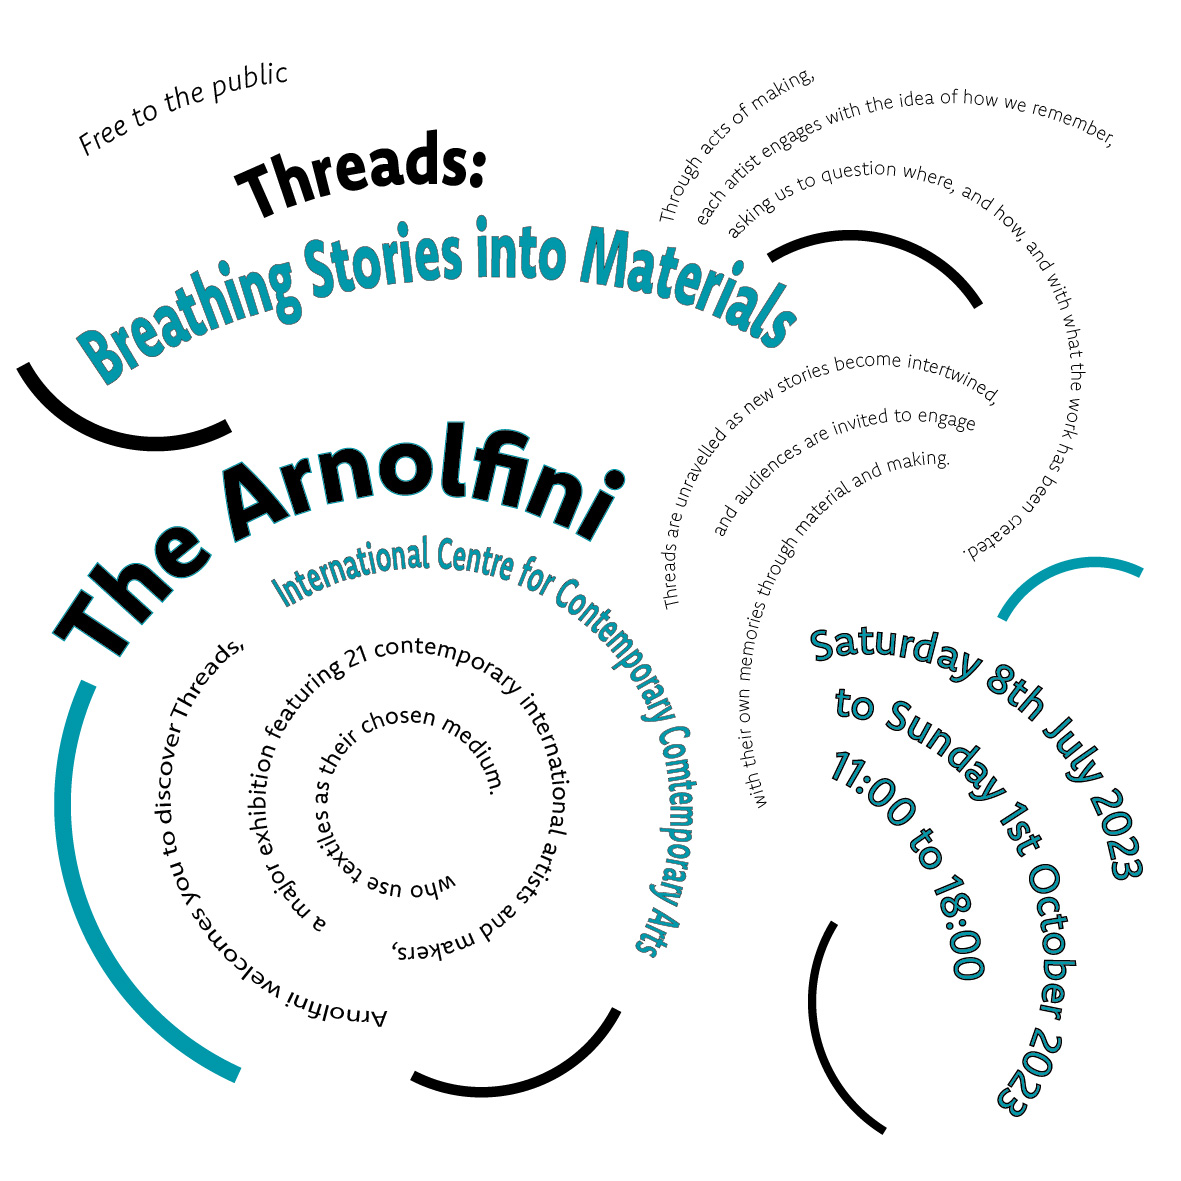 Free to the public
Threads:
Breathing Stories into Materials
The Arnolfini
International Centre for Contemporary Comtemporary Arts
Arnolfini welcomes you to discover Threads,
a major exhibition featuring 21 contemporary international artists and makers,
who use textiles as their chosen medium.
Through acts of making,
each artist engages with the idea of how we remember,
asking us to question where, and how, and with what the work has been created.
Threads are unravelled as new stories become intertwined,
and audiences are invited to engage
with their own memories through material and making.
Saturday 8th July 2023
to Sunday 1st October 2023
11:00 to 18:00